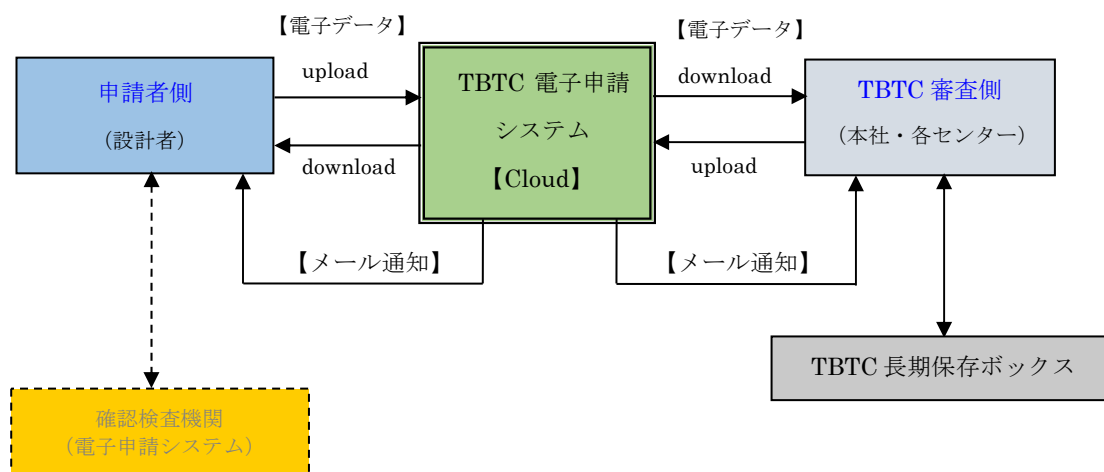 【電子データ】
【電子データ】
upload
download
申請者側
(設計者)
TBTC 電子申請
システム
【Cloud】
TBTC 審査側
(本社・各センター)
download
upload
【メール通知】
【メール通知】
TBTC 長期保存ボックス
確認検査機関
(電子申請システム)